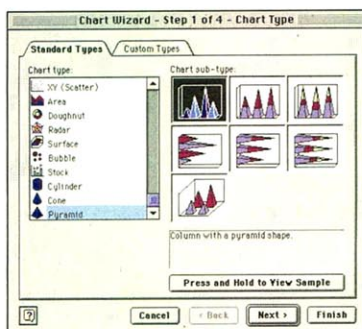 Chart Wizard - Step 1 of 4 - Chart Type
Standard Types
Custom Types
Chart type:
XY (Scatter)
Area
Doughnut
Radar
Surface
Bubble
Stock
Cylinder
Cone
Pyramid
Chart sub-type:
Column with a pyramid shape.
Press and Hold to View Sample
?
Cancel
< Back
Next >
Finish